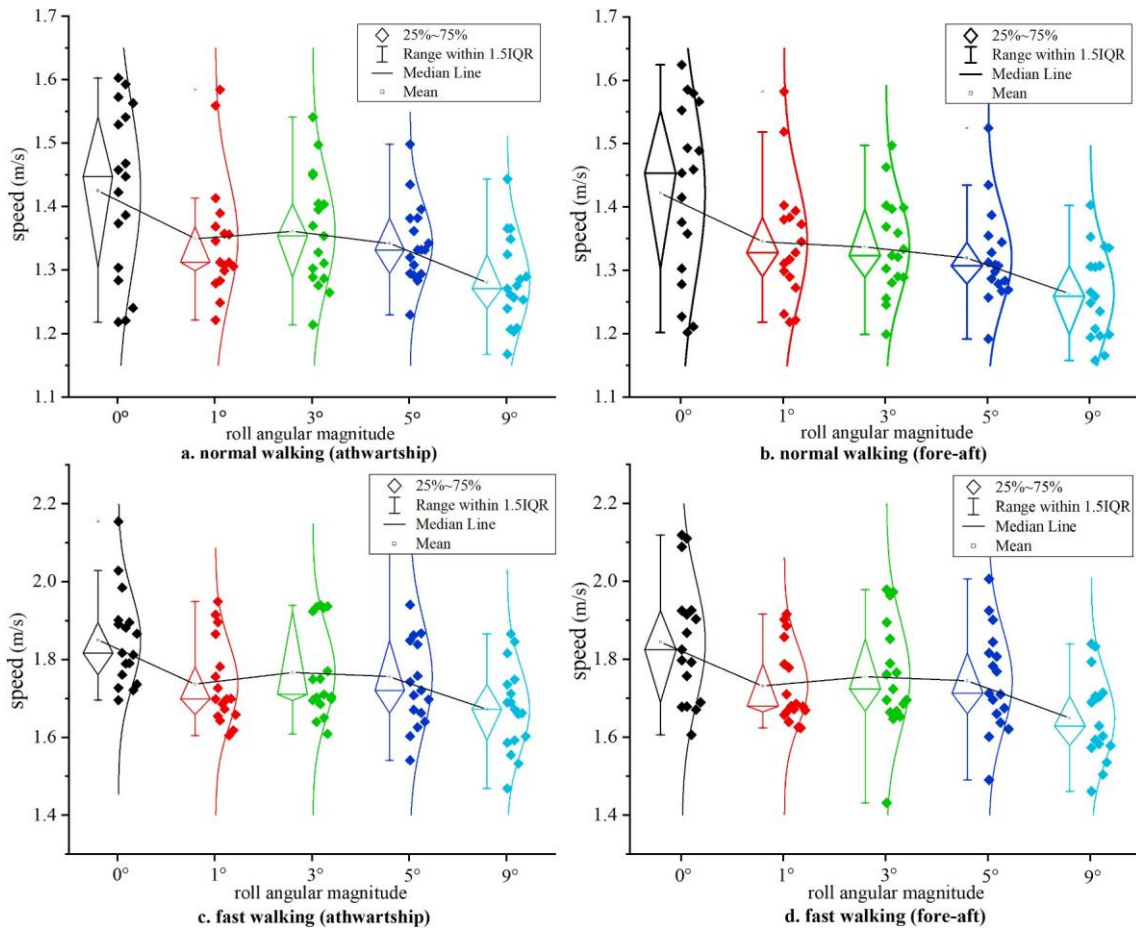 1.7
1.6
1.5
1.4
1.3
1.2
1.1
speed (m/s)
25%~75%
Range within 1.5IQR
Median Line
Mean
0° 1° 3° 5° 9°
roll angular magnitude
a. normal walking (athwartship)
1.7
1.6
1.5
1.4
1.3
1.2
1.1
speed (m/s)
25%~75%
Range within 1.5IQR
Median Line
Mean
0° 1° 3° 5° 9°
roll angular magnitude
b. normal walking (fore-aft)
2.2
2.0
1.8
1.6
1.4
speed (m/s)
25%~75%
Range within 1.5IQR
Median Line
Mean
0° 1° 3° 5° 9°
roll angular magnitude
c. fast walking (athwartship)
2.2
2.0
1.8
1.6
1.4
speed (m/s)
25%~75%
Range within 1.5IQR
Median Line
Mean
0° 1° 3° 5° 9°
roll angular magnitude
d. fast walking (fore-aft)